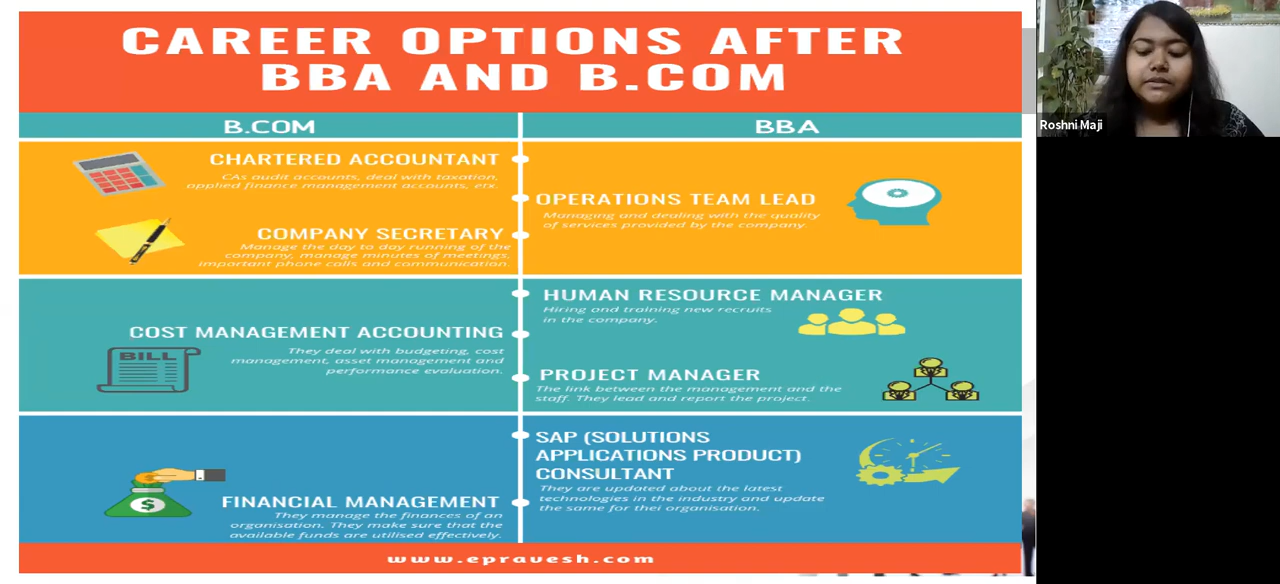 CAREER OPTIONS AFTER
BBA AND B.COM
B.COM
CHARTERED ACCOUNTANT
CAs audit accounts, deal with taxation,
applied finance management accounts, etx.
COMPANY SECRETARY
Manage the day to day running of the
company, manage minutes of meetings,
important phone calls and communication.
COST MANAGEMENT ACCOUNTING
BILL
They deal with budgeting, cost
management, asset management and
performance evaluation.
$
FINANCIAL MANAGEMENT
They manage the finances of an
organisation. They make sure that the
available funds are utilised effectively.
BBA
OPERATIONS TEAM LEAD
Managing and dealing with the quality
of services provided by the company.
HUMAN RESOURCE MANAGER
Hiring and training new recruits
in the company.
PROJECT MANAGER
The link between the management and the
staff. They lead and report the project.
SAP (SOLUTIONS
APPLICATIONS PRODUCT)
CONSULTANT
They are updated about the latest
technologies in the industry and update
the same for thei organisation.
www.epravesh.com
Roshni Maji